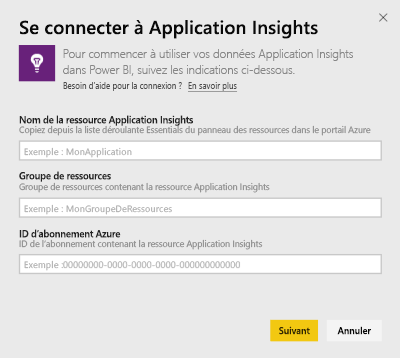 Se connecter à Application Insights
Pour commencer à utiliser vos données Application Insights
dans Power BI, suivez les indications ci-dessous.
Besoin d'aide pour la connexion ? En savoir plus
Nom de la ressource Application Insights
Copiez depuis la liste déroulante Essentials du panneau des ressources dans le portail Azure
Exemple : MonApplication
Groupe de ressources
Groupe de ressources contenant la ressource Application Insights
Exemple : MonGroupeDeRessources
ID d'abonnement Azure
ID de l'abonnement contenant la ressource Application Insights
Exemple :00000000-0000-0000-0000-000000000000
Suivant Annuler